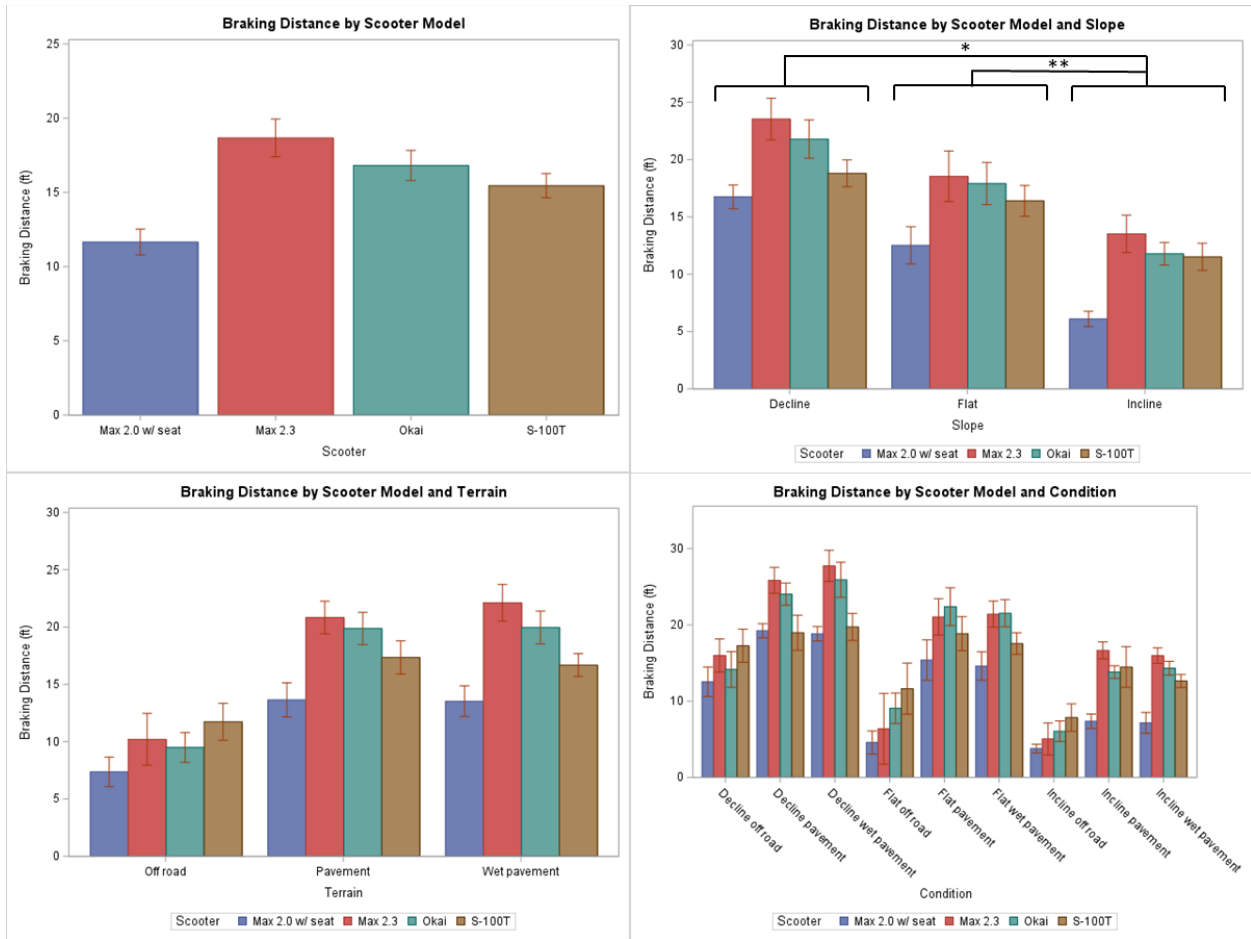 Braking Distance by Scooter Model
25
20
15
10
5
0
Braking Distance (ft)
Max 2.0 w/ seat Max 2.3 Okai S-100T
Scooter
Braking Distance by Scooter Model and Slope
30
25
20
15
10
5
0
Braking Distance (ft)
*
**
Decline Flat Incline
Slope
Scooter Max 2.0 w/ seat Max 2.3 Okai S-100T
Braking Distance by Scooter Model and Terrain
30
25
20
15
10
5
0
Braking Distance (ft)
Off road Pavement Wet pavement
Terrain
Scooter Max 2.0 w/ seat Max 2.3 Okai S-100T
Braking Distance by Scooter Model and Condition
30
20
10
0
Braking Distance (ft)
Decline off road
Decline pavement
Decline wet pavement
Flat off road
Flat pavement
Flat wet pavement
Incline off road
Incline pavement
Incline wet pavement
Condition
Scooter Max 2.0 w/ seat Max 2.3 Okai S-100T